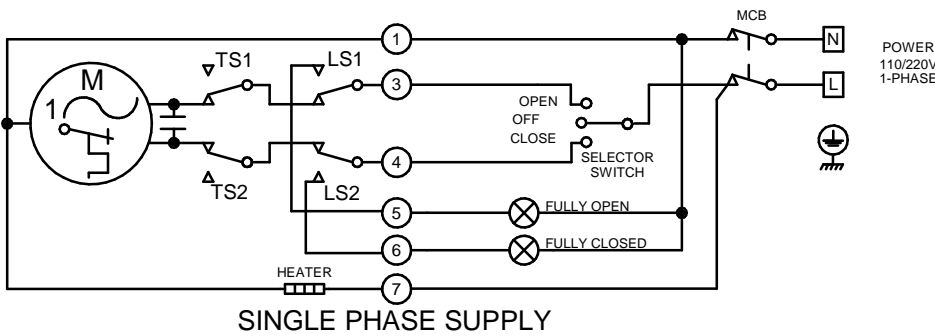 MCB
1
N
POWER
110/220V
1-PHASE
TS1
LS1
M
3
L
1
OPEN
OFF
CLOSE
SELECTOR
SWITCH
4
TS2
LS2
5
FULLY OPEN
6
FULLY CLOSED
HEATER
7
SINGLE PHASE SUPPLY